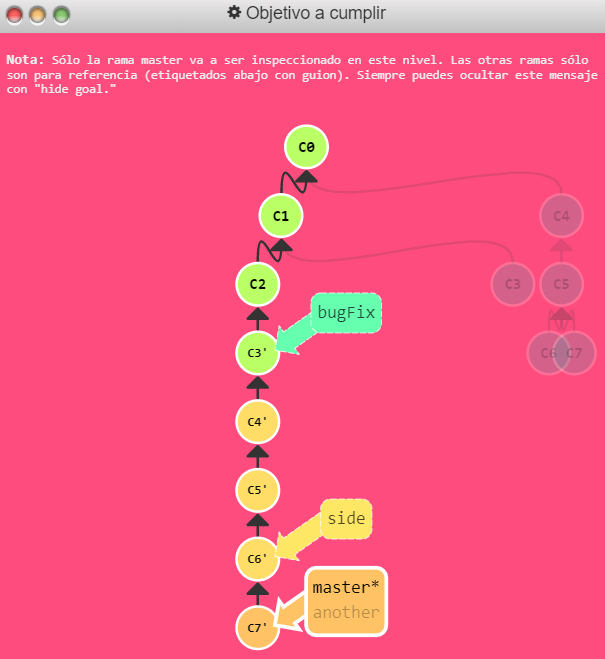 Objetivo a cumplir
Nota: Sólo la rama master va a ser inspeccionado en este nivel. Las otras ramas sólo
son para referencia (etiquetados abajo con guion). Siempre puedes ocultar este mensaje
con "hide goal."
C0
C1
C4
C2
C3
C5
bugFix
C3'
C6
C7
C4'
C5'
side
C6'
master*
another
C7'